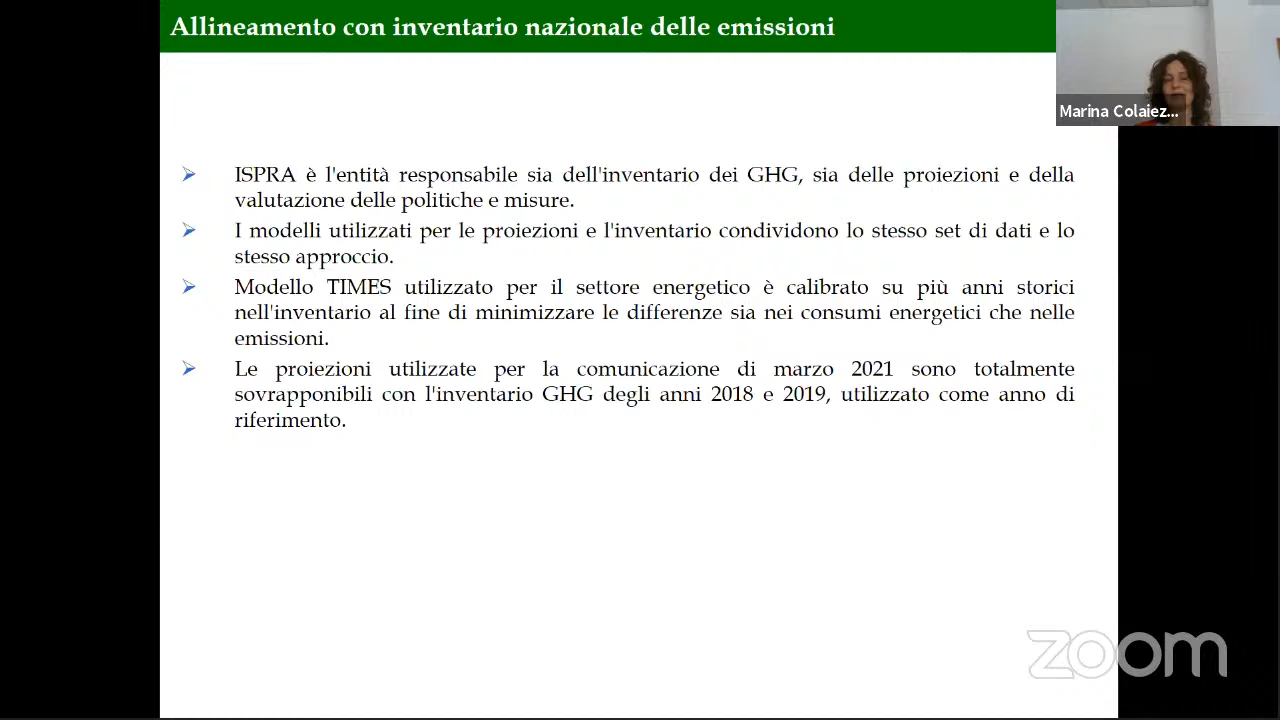 Allineamento con inventario nazionale delle emissioni
Marina Colaiez...
ISPRA è l'entità responsabile sia dell'inventario dei GHG, sia delle proiezioni e della
valutazione delle politiche e misure.
I modelli utilizzati per le proiezioni e l'inventario condividono lo stesso set di dati e lo
stesso approccio.
Modello TIMES utilizzato per il settore energetico è calibrato su più anni storici
nell'inventario al fine di minimizzare le differenze sia nei consumi energetici che nelle
emissioni.
Le proiezioni utilizzate per la comunicazione di marzo 2021 sono totalmente
sovrapponibili con l'inventario GHG degli anni 2018 e 2019, utilizzato come anno di
riferimento.
zoom